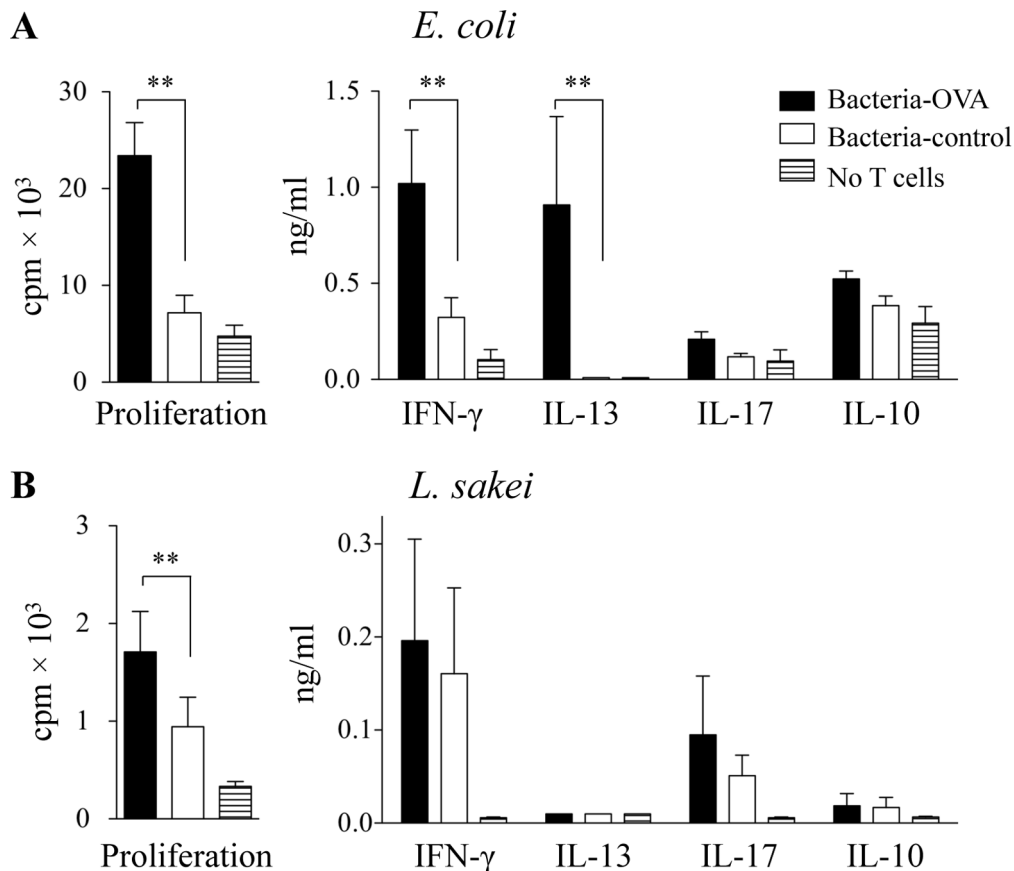 A
E. coli
**
30
20
10
0
cpm × 10³
Proliferation
**
**
1.5
1.0
0.5
0.0
ng/ml
IFN-γ
IL-13
IL-17
IL-10
Bacteria-OVA
Bacteria-control
No T cells
B
L. sakei
**
3
2
1
0
cpm × 10³
Proliferation
0.3
0.2
0.1
0.0
ng/ml
IFN-γ
IL-13
IL-17
IL-10